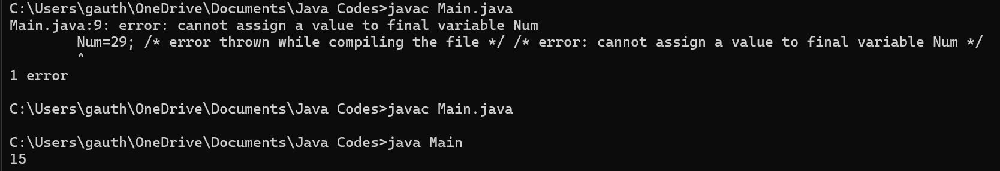 C:\Users\gauth\OneDrive\Documents\Java Codes>javac Main.java
Main.java:9: error: cannot assign a value to final variable Num
        Num=29; /* error thrown while compiling the file */ /* error: cannot assign a value to final variable Num */
        ^
1 error
C:\Users\gauth\OneDrive\Documents\Java Codes>javac Main.java
C:\Users\gauth\OneDrive\Documents\Java Codes>java Main
15